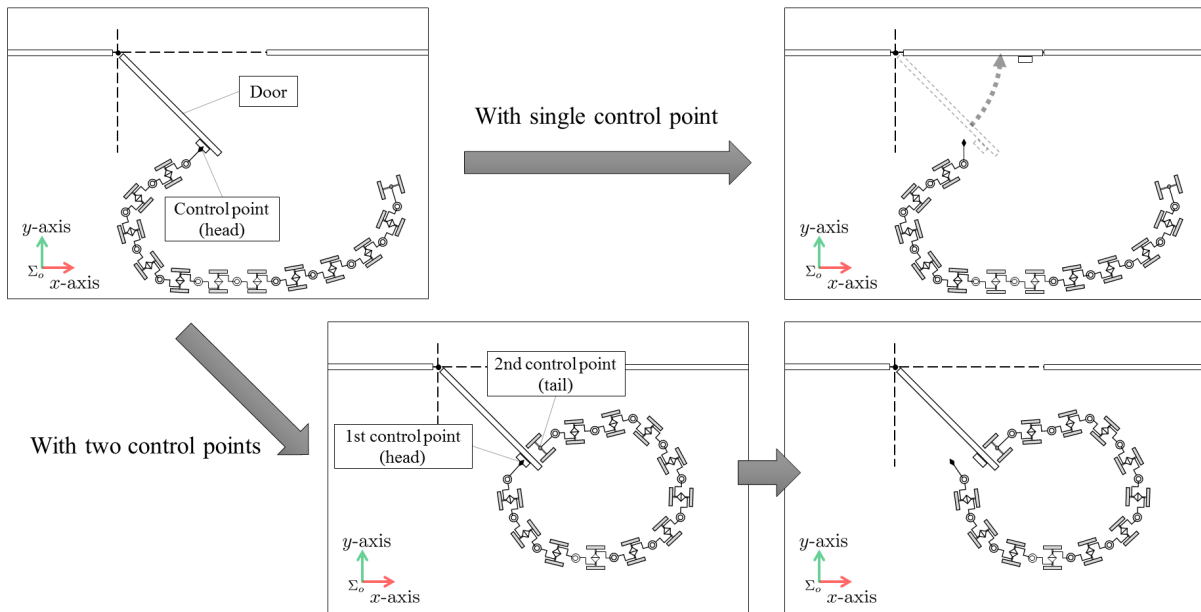 Door
Control point
(head)
y-axis
Σo
x-axis
With single control point
y-axis
Σo
x-axis
With two control points
2nd control point
(tail)
1st control point
(head)
y-axis
Σo
x-axis
y-axis
Σo
x-axis